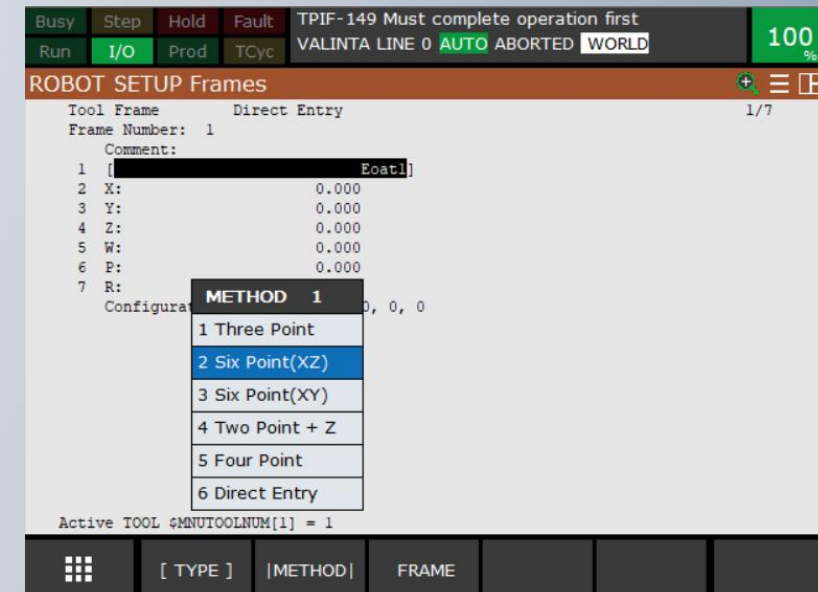 Busy Step Hold Fault TPIF-149 Must complete operation first
Run I/O Prod TCyc VALINTA LINE 0 AUTO ABORTED WORLD 100 %
ROBOT SETUP Frames
Tool Frame Direct Entry 1/7
Frame Number: 1
Comment:
1 [ Eoat1]
2 X: 0.000
3 Y: 0.000
4 Z: 0.000
5 W: 0.000
6 P: 0.000
7 R:
METHOD 1
1 Three Point
2 Six Point(XZ)
3 Six Point(XY)
4 Two Point + Z
5 Four Point
6 Direct Entry
Configurat 0, 0, 0
Active TOOL $MNUTOOLNUM[1] = 1
[ TYPE ] |METHOD| FRAME